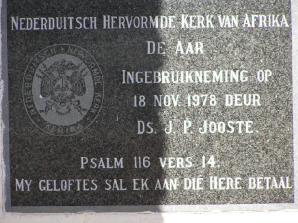 NEDERDUITSCH HERVORMDE KERK VAN AFRIKA
DE AAR
INGEBRUIKNEMING OP
18 NOV. 1978 DEUR
DS. J. P. JOOSTE.
PSALM 116 VERS 14.
MY GELOFTES SAL EK AAN DIE HERE BETAAL